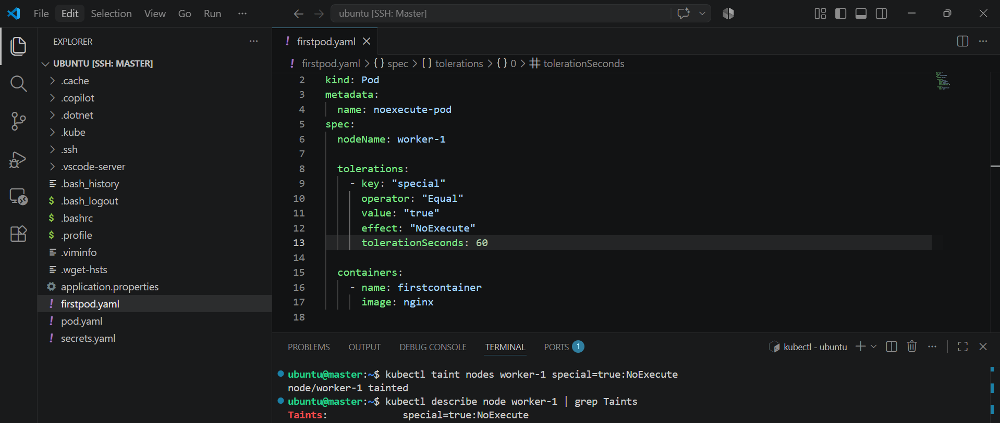 File Edit Selection View Go Run ···
ubuntu [SSH: Master]
EXPLORER
UBUNTU [SSH: MASTER]
.cache
.copilot
.dotnet
.kube
.ssh
.vscode-server
.bash_history
$ .bash_logout
$ .bashrc
$ .profile
.viminfo
.wget-hsts
application.properties
! firstpod.yaml
! pod.yaml
! secrets.yaml
! firstpod.yaml
! firstpod.yaml > {} spec > [] tolerations > {} 0 > # tolerationSeconds
2 kind: Pod
3 metadata:
4 name: noexecute-pod
5 spec:
6 nodeName: worker-1
7
8 tolerations:
9 - key: "special"
10 operator: "Equal"
11 value: "true"
12 effect: "NoExecute"
13 tolerationSeconds: 60
14
15 containers:
16 - name: firstcontainer
17 image: nginx
18
PROBLEMS OUTPUT DEBUG CONSOLE TERMINAL PORTS 1
kubectl - ubuntu
ubuntu@master:~$ kubectl taint nodes worker-1 special=true:NoExecute
node/worker-1 tainted
ubuntu@master:~$ kubectl describe node worker-1 | grep Taints
Taints: special=true:NoExecute